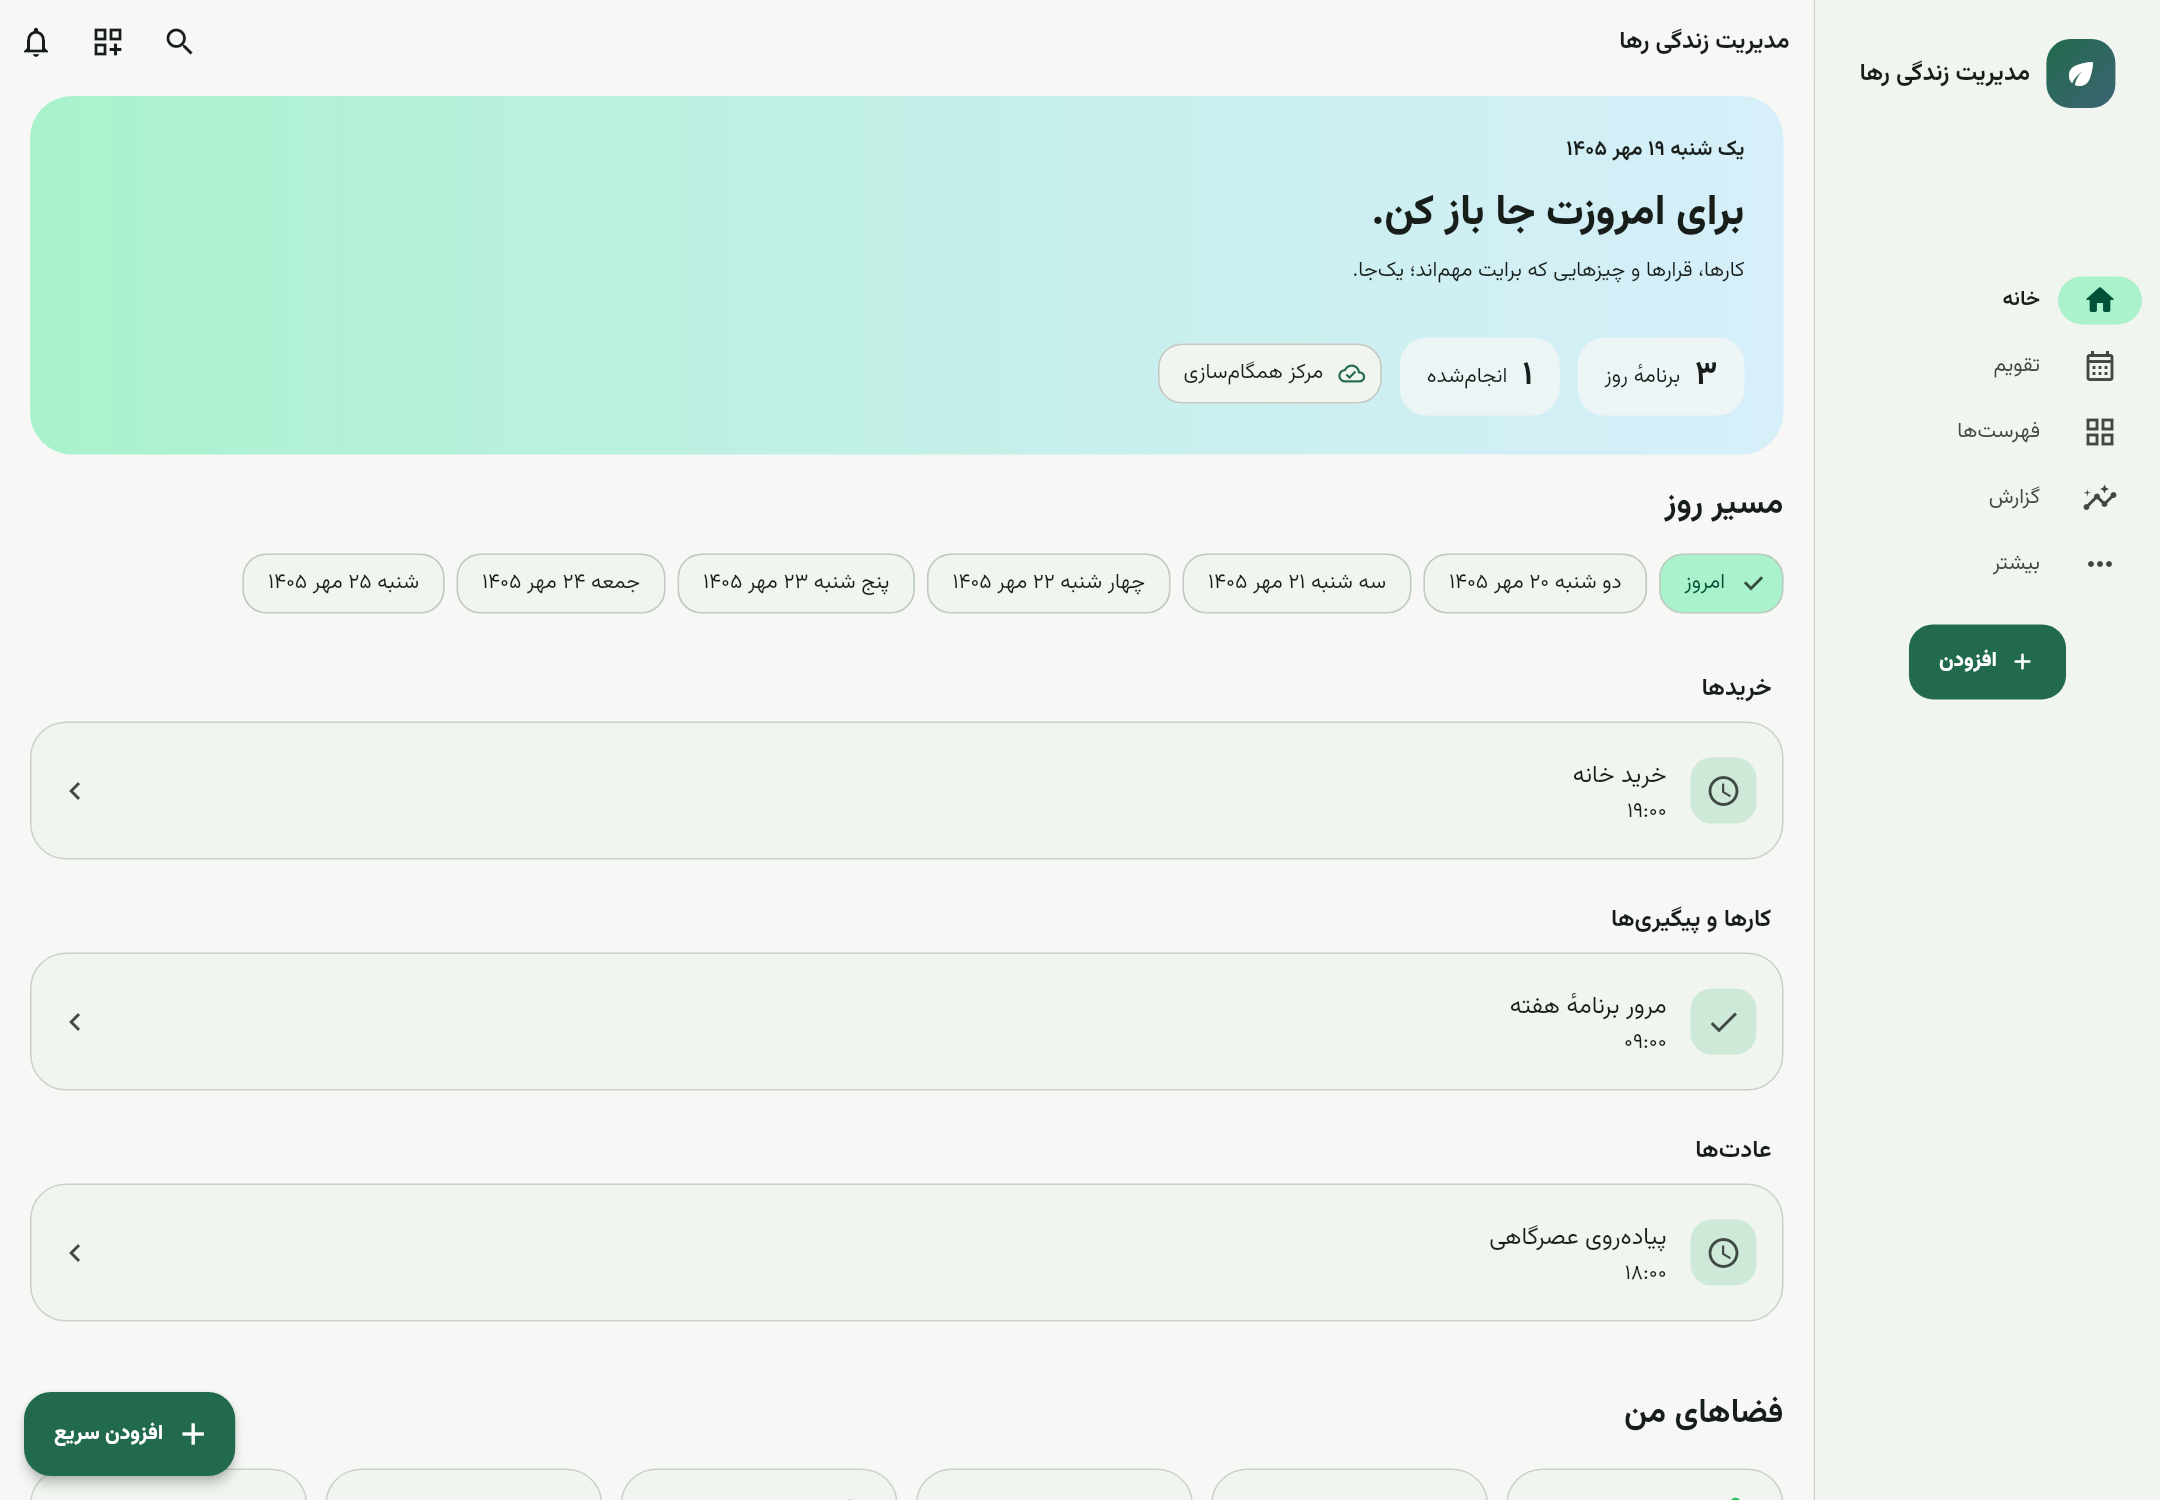 مدیریت زندگی رها
خانه
تقویم
فهرست‌ها
گزارش
بیشتر
افزودن
مدیریت زندگی رها
یک شنبه ۱۹ مهر ۱۴۰۵
برای امروزت جا باز کن.
کارها، قرارها و چیزهایی که برایت مهم‌اند؛ یک‌جا.
۳ برنامهٔ روز
۱ انجام‌شده
مرکز همگام‌سازی
مسیر روز
امروز
دو شنبه ۲۰ مهر ۱۴۰۵
سه شنبه ۲۱ مهر ۱۴۰۵
چهار شنبه ۲۲ مهر ۱۴۰۵
پنج شنبه ۲۳ مهر ۱۴۰۵
جمعه ۲۴ مهر ۱۴۰۵
شنبه ۲۵ مهر ۱۴۰۵
خریدها
خرید خانه
۱۹:۰۰
کارها و پیگیری‌ها
مرور برنامهٔ هفته
۰۹:۰۰
عادت‌ها
پیاده‌روی عصرگاهی
۱۸:۰۰
فضاهای من
افزودن سریع